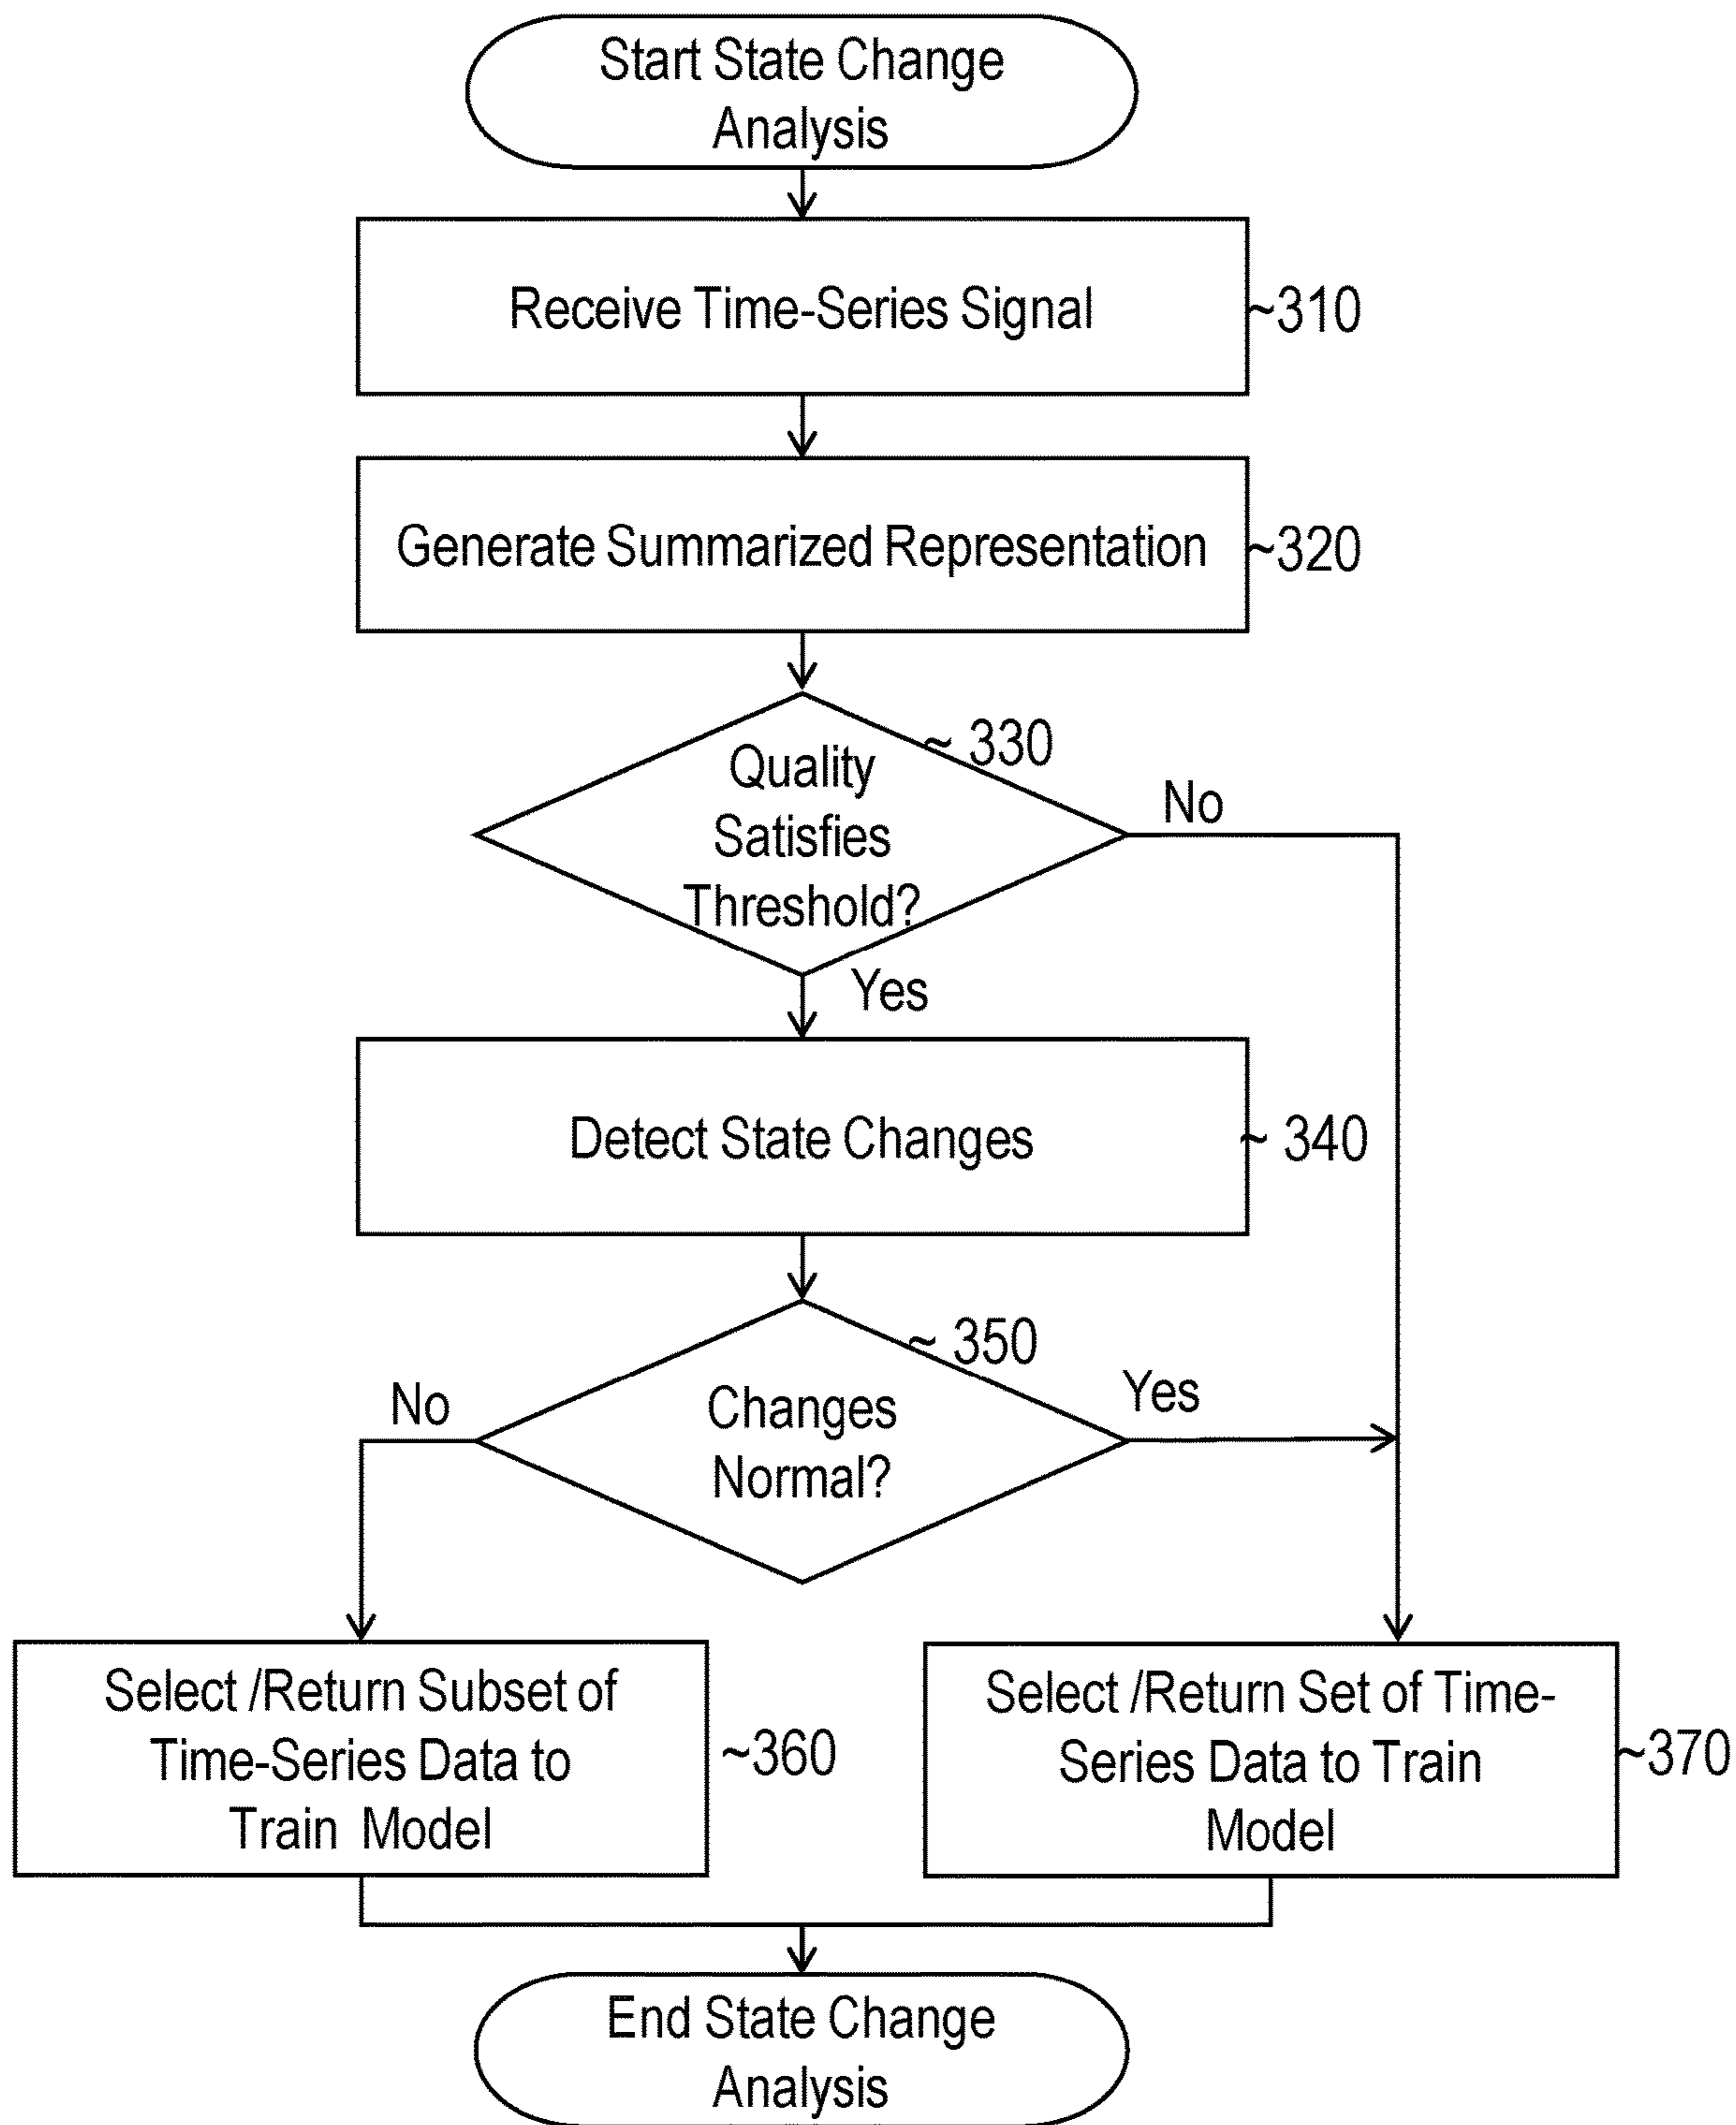 Start State Change
Analysis
Receive Time-Series Signal
~310
Generate Summarized Representation
~320
~ 330
Quality
Satisfies
Threshold?
No
Yes
Detect State Changes
~ 340
~ 350
No
Changes
Normal?
Yes
Select /Return Subset of
Time-Series Data to
Train Model
~360
Select /Return Set of Time-
Series Data to Train
Model
~370
End State Change
Analysis